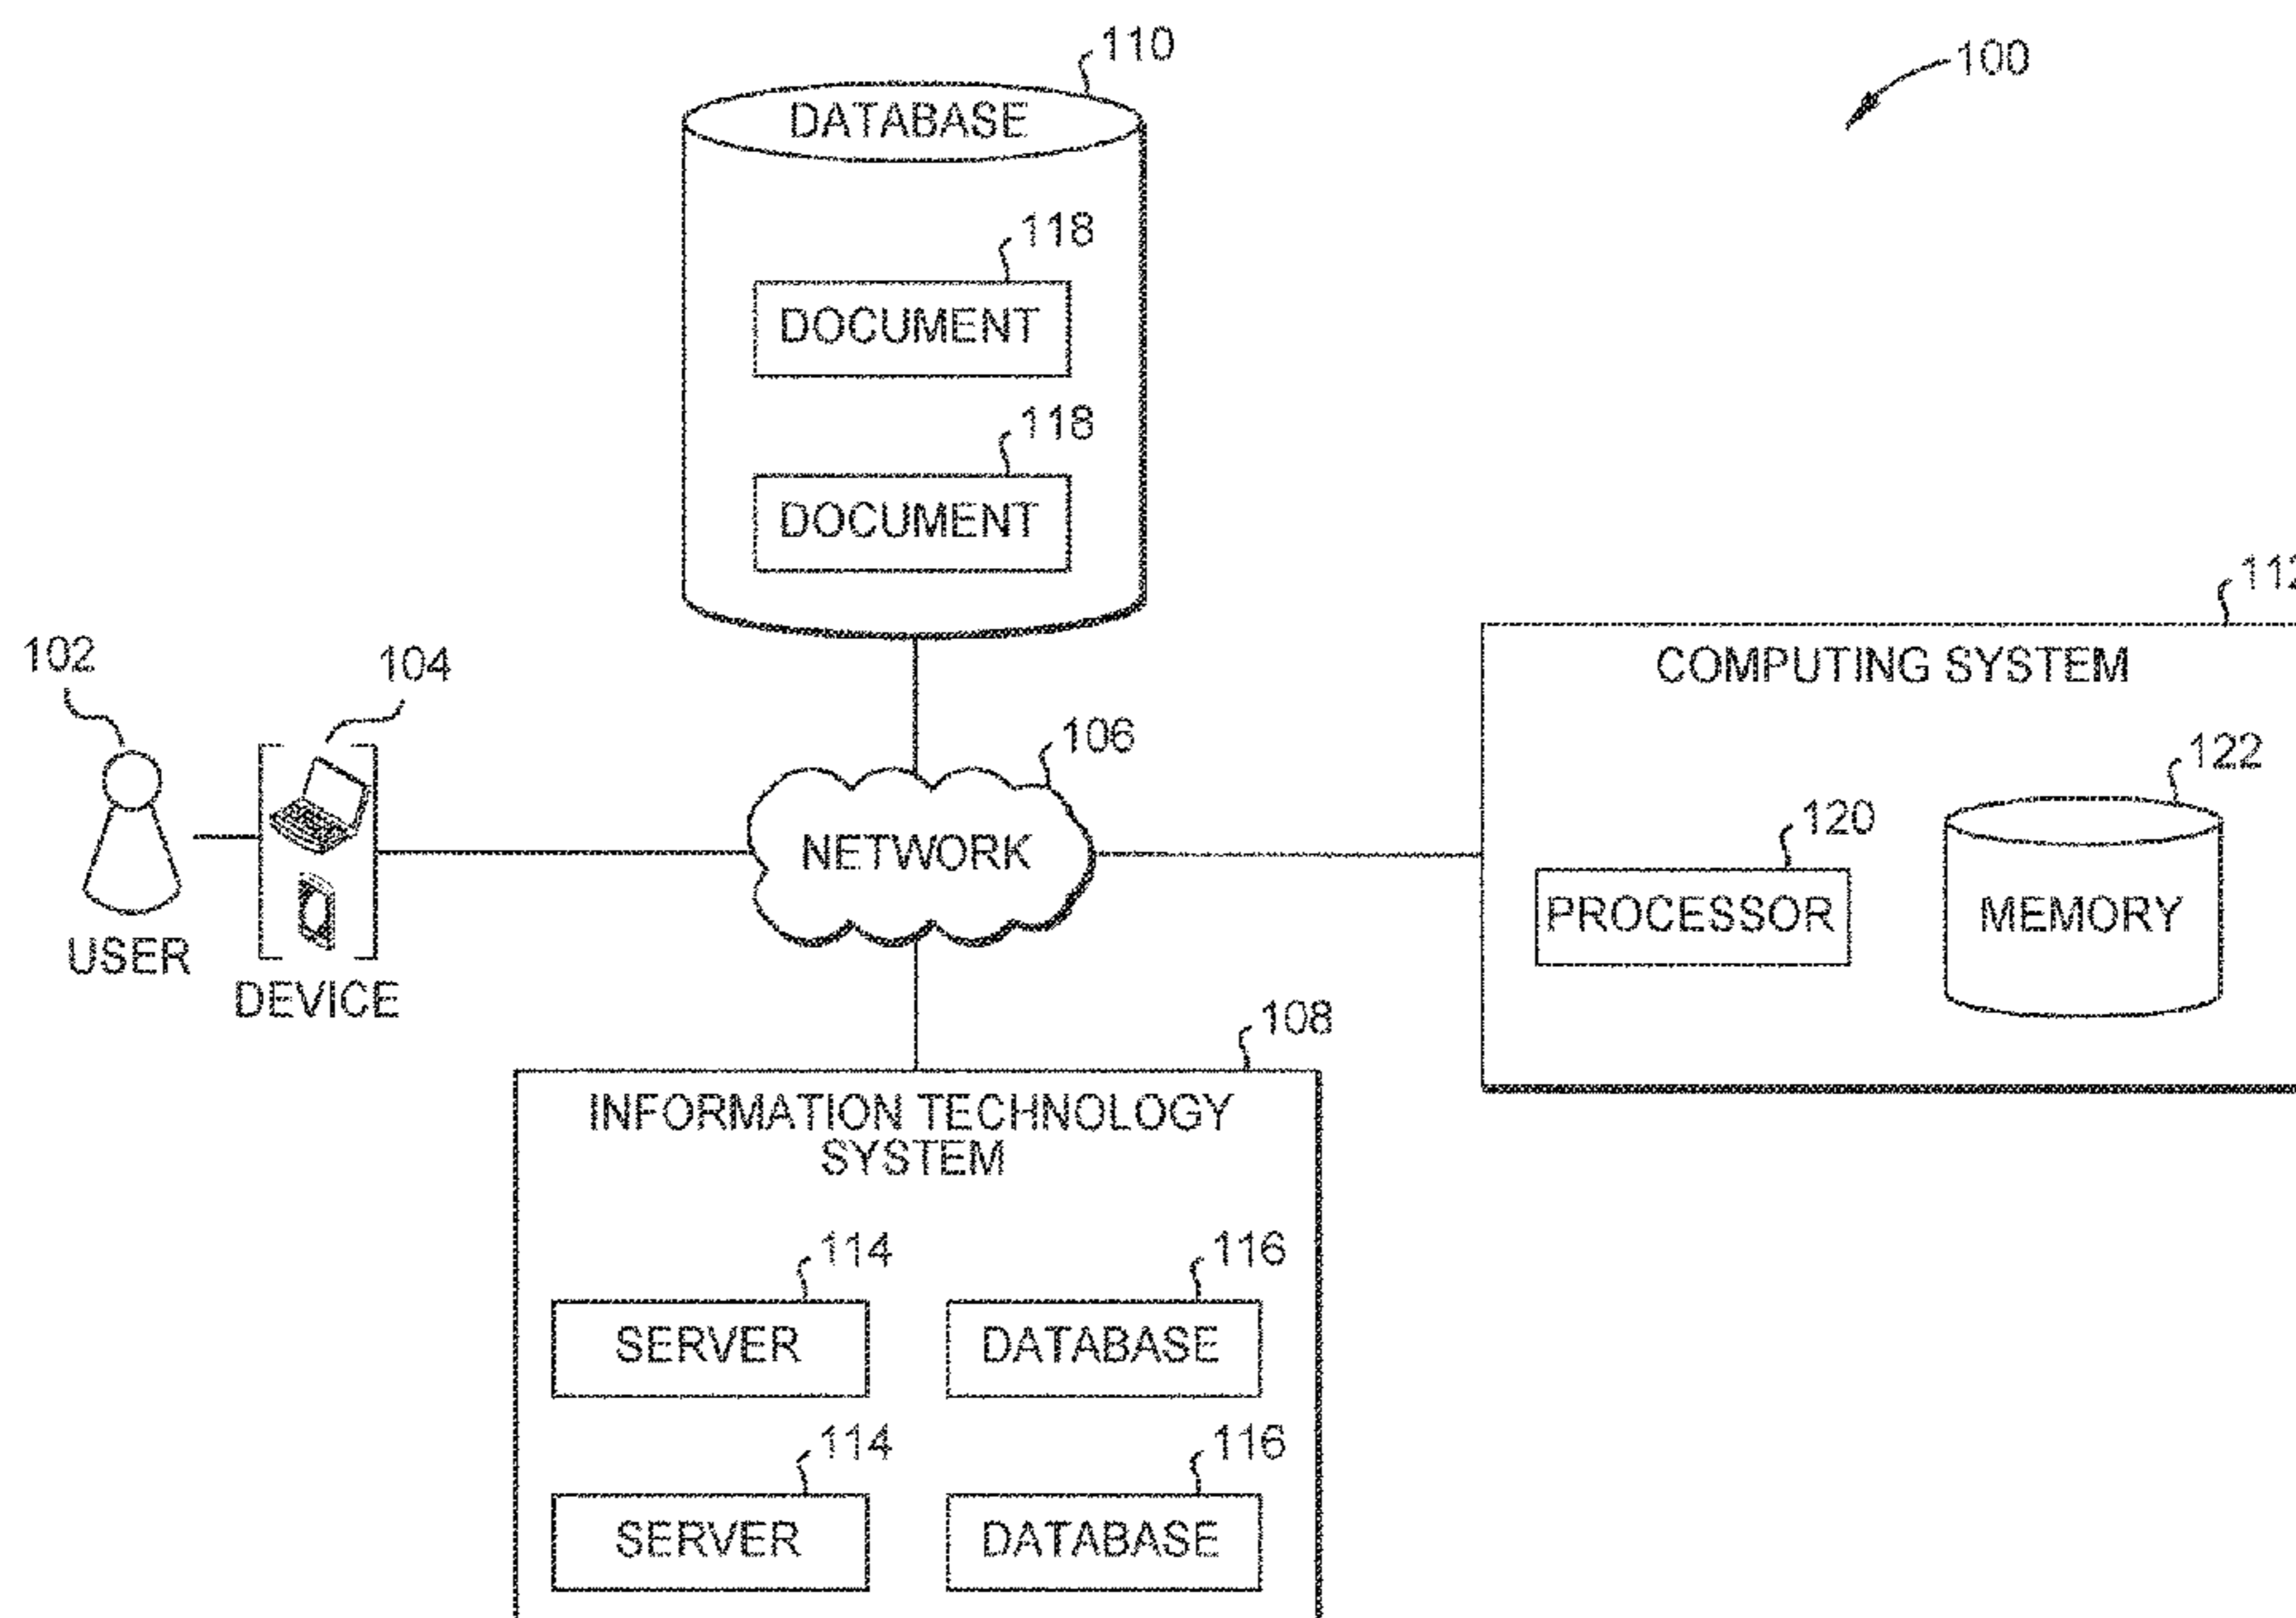 110
100
DATABASE
118
DOCUMENT
118
DOCUMENT
112
102
104
COMPUTING SYSTEM
106
122
120
NETWORK
PROCESSOR
MEMORY
USER
DEVICE
108
INFORMATION TECHNOLOGY
SYSTEM
114
116
SERVER
DATABASE
114
116
SERVER
DATABASE